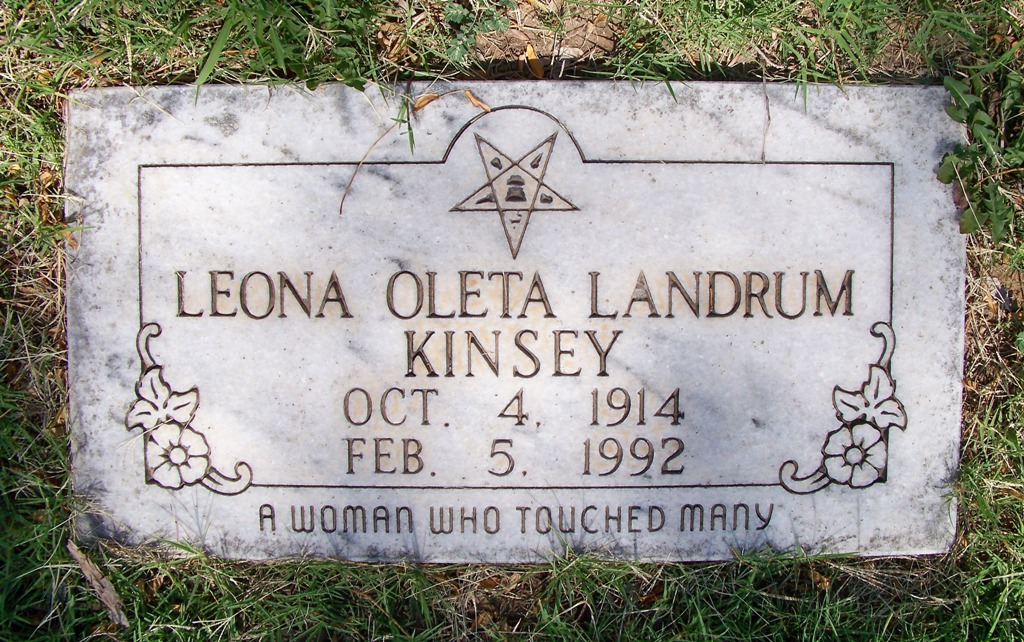 LEONA OLETA LANDRUM
KINSEY
OCT. 4, 1914
FEB. 5, 1992
A WOMAN WHO TOUCHED MANY